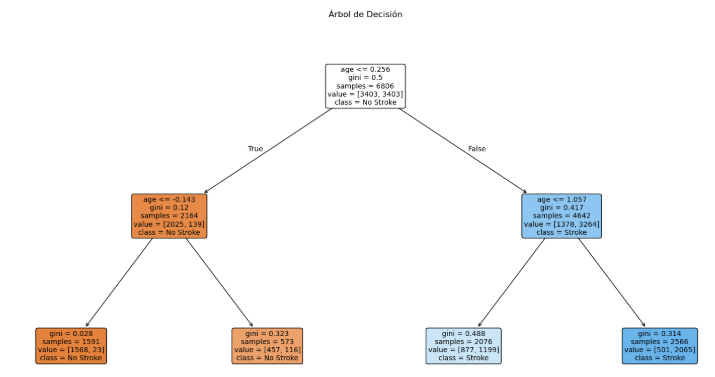 Árbol de Decisión
age <= 0.256
gini = 0.5
samples = 6806
value = [3403, 3403]
class = No Stroke
True
False
age <= -0.143
gini = 0.12
samples = 2164
value = [2025, 139]
class = No Stroke
age <= 1.057
gini = 0.417
samples = 4642
value = [1378, 3264]
class = Stroke
gini = 0.028
samples = 1591
value = [1568, 23]
class = No Stroke
gini = 0.323
samples = 573
value = [457, 116]
class = No Stroke
gini = 0.488
samples = 2076
value = [877, 1199]
class = Stroke
gini = 0.314
samples = 2566
value = [501, 2065]
class = Stroke